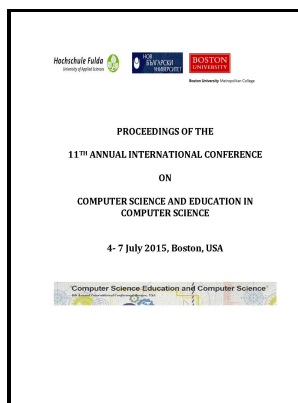 Hochschule Fulda
University of Applied Sciences
НОВ
БЪЛГАРСКИ
УНИВЕРСИТЕТ
BOSTON
UNIVERSITY
Boston University Metropolitan College
PROCEEDINGS OF THE
11TH ANNUAL INTERNATIONAL CONFERENCE
ON
COMPUTER SCIENCE AND EDUCATION IN
COMPUTER SCIENCE
4- 7 July 2015, Boston, USA
"Computer Science Education and Computer Science"